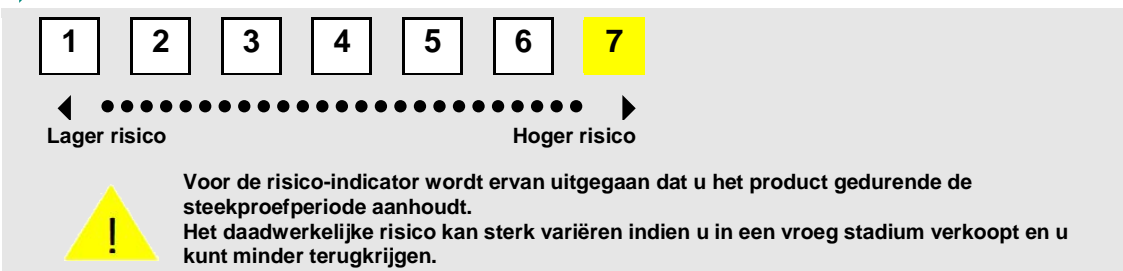 1 2 3 4 5 6 7
Lager risico Hoger risico
Voor de risico-indicator wordt ervan uitgegaan dat u het product gedurende de
steekproefperiode aanhoudt.
!
Het daadwerkelijke risico kan sterk variëren indien u in een vroeg stadium verkoopt en u
kunt minder terugkrijgen.